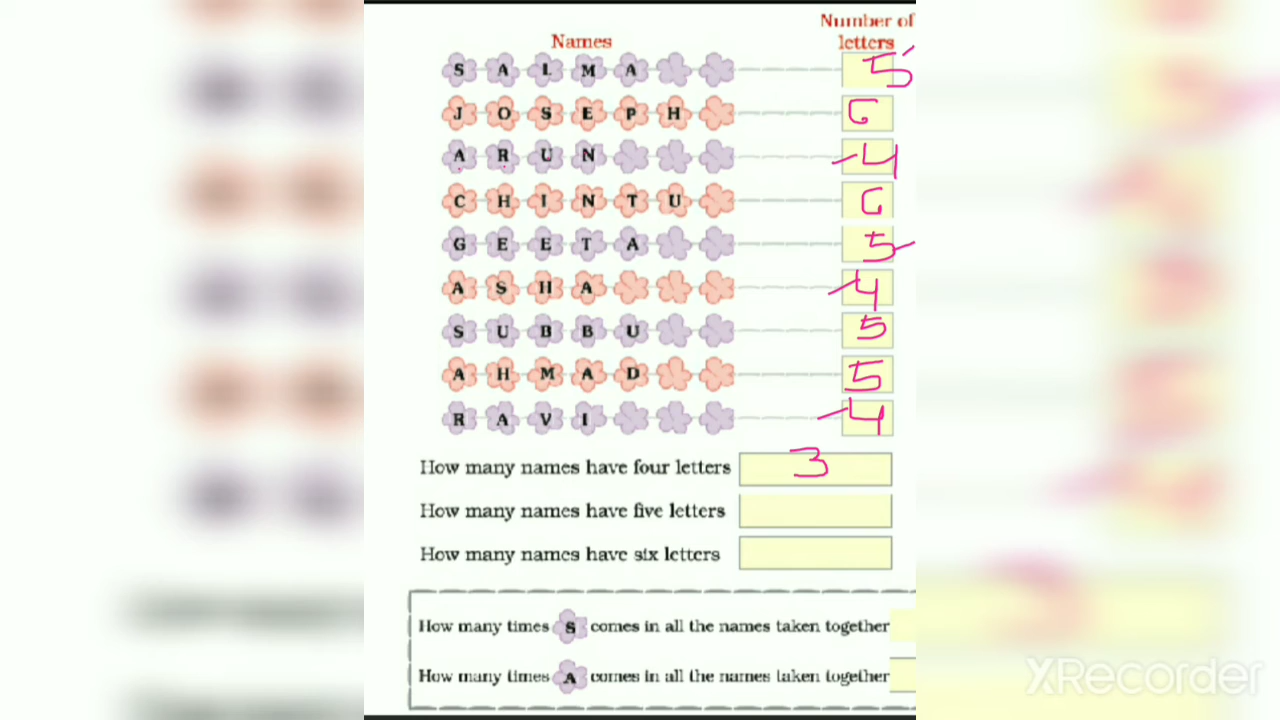 Number of
Names letters
S A L M A 5
J O S E P H 6
A R U N 4
C H I N T U 6
G E E T A 5
A S H A 4
S U B B U 5
A H M A D 5
R A V I 4
How many names have four letters 3
How many names have five letters
How many names have six letters
How many times S comes in all the names taken together
How many times A comes in all the names taken together
XRecorder